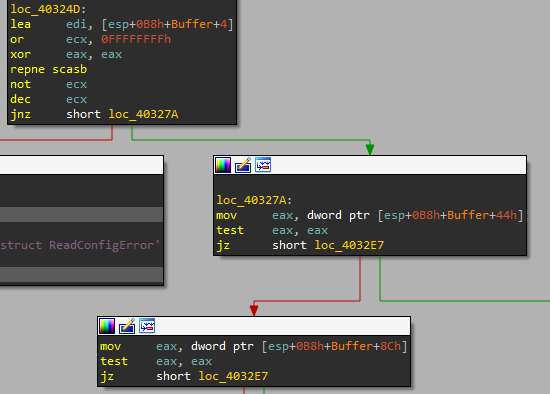 loc_40324D:
lea edi, [esp+0B8h+Buffer+4]
or ecx, 0FFFFFFFFh
xor eax, eax
repne scasb
not ecx
dec ecx
jnz short loc_40327A
struct ReadConfigError'
loc_40327A:
mov eax, dword ptr [esp+0B8h+Buffer+44h]
test eax, eax
jz short loc_4032E7
mov eax, dword ptr [esp+0B8h+Buffer+8Ch]
test eax, eax
jz short loc_4032E7